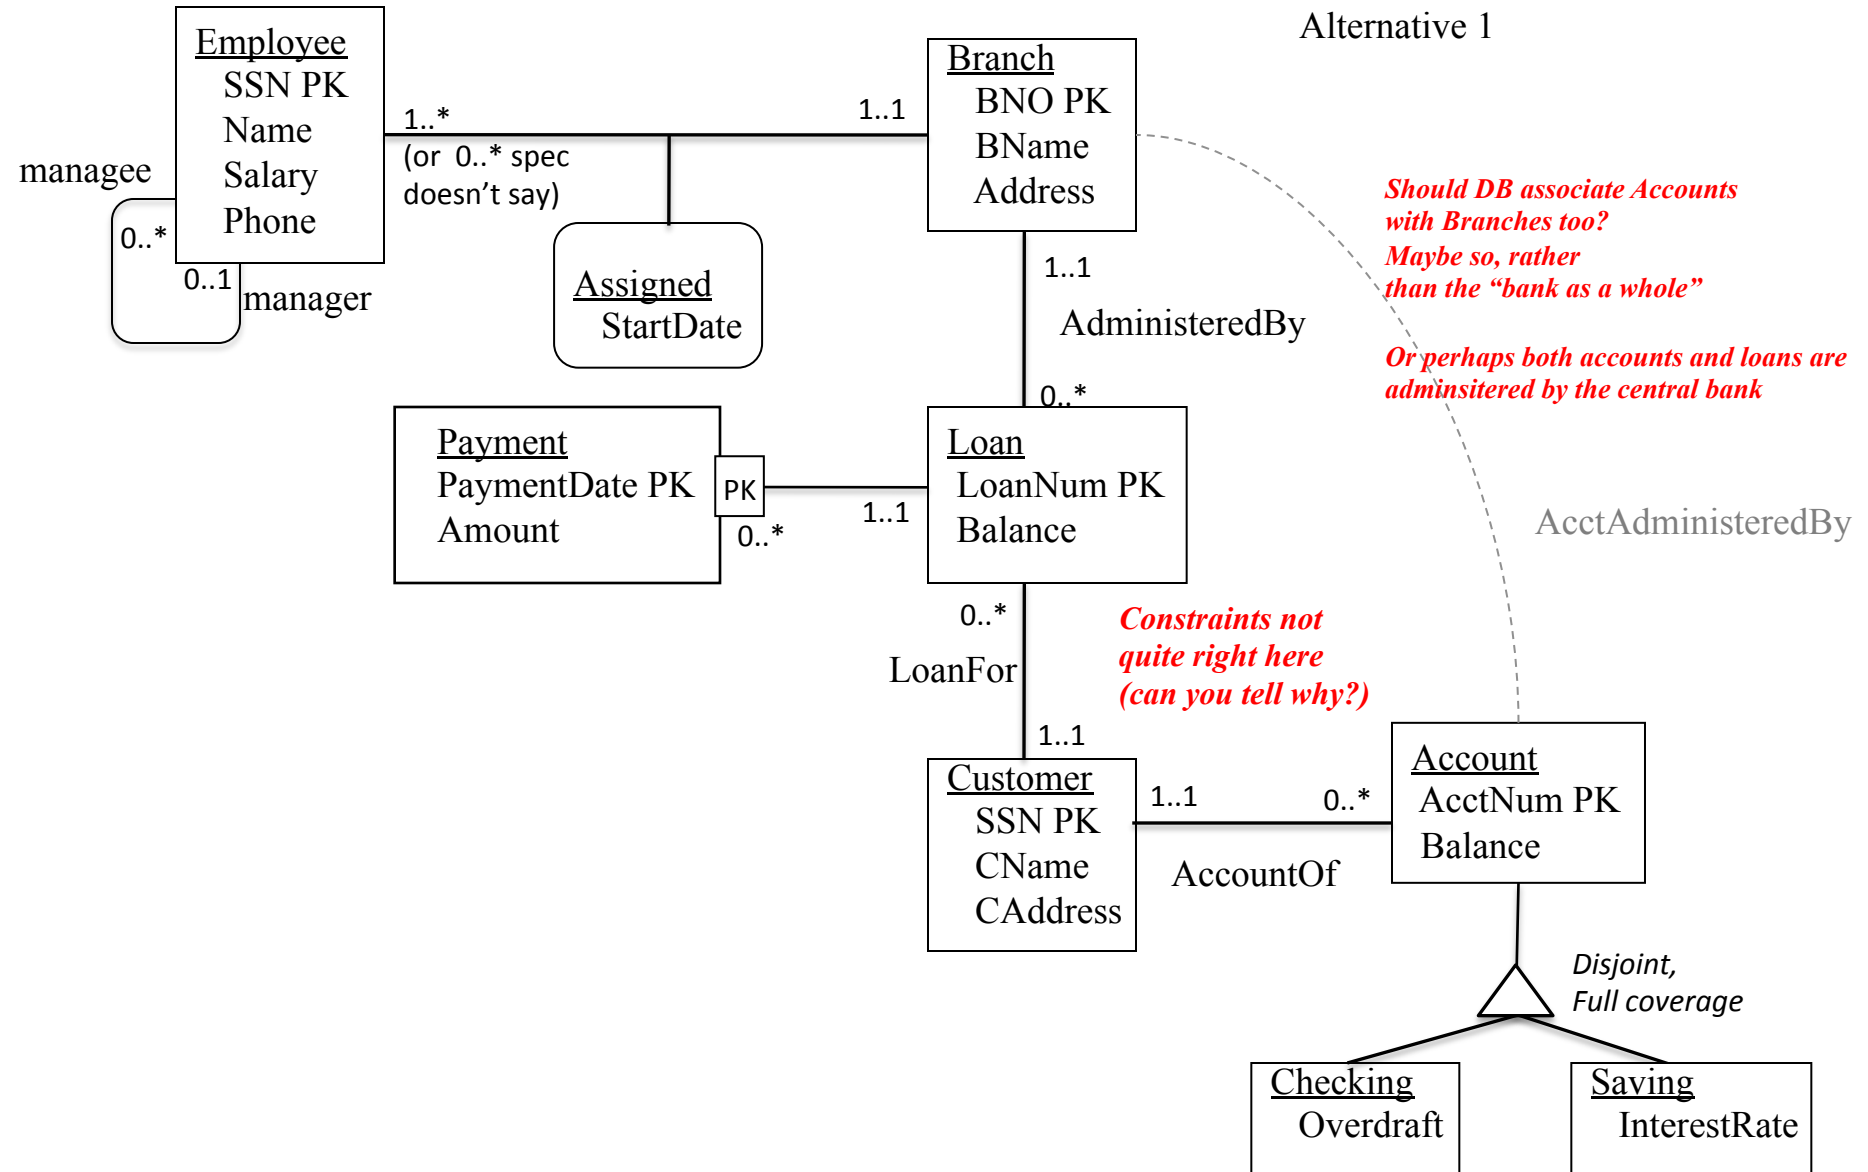 Alternative 1
Employee
SSN PK
Name
Salary
Phone
managee
0..*
0..1
manager
1..*
(or 0..* spec
doesn't say)
1..1
Assigned
StartDate
Branch
BNO PK
BName
Address
Should DB associate Accounts
with Branches too?
Maybe so, rather
than the “bank as a whole”
Or perhaps both accounts and loans are
adminsitered by the central bank
1..1
AdministeredBy
0..*
Payment
PaymentDate PK
Amount
PK
0..*
1..1
Loan
LoanNum PK
Balance
AcctAdministeredBy
0..*
LoanFor
1..1
Constraints not
quite right here
(can you tell why?)
Customer
SSN PK
CName
CAddress
1..1
0..*
AccountOf
Account
AcctNum PK
Balance
Disjoint,
Full coverage
Checking
Overdraft
Saving
InterestRate